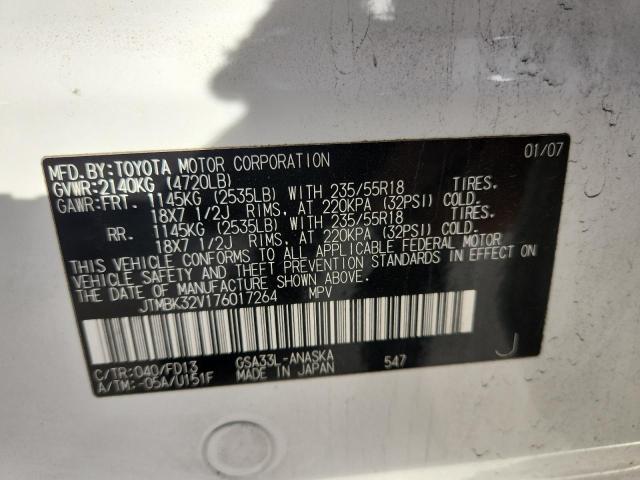 MFD.BY:TOYOTA MOTOR CORPORATION 01/07
GVWR:2140KG (4720LB)
GAWR:FRT. 1145KG (2535LB) WITH 235/55R18 TIRES.
18X7 1/2J RIMS, AT 220KPA (32PSI) COLD.
RR. 1145KG (2535LB) WITH 235/55R18 TIRES.
18X7 1/2J RIMS, AT 220KPA (32PSI) COLD.
THIS VEHICLE CONFORMS TO ALL APPLICABLE FEDERAL MOTOR
VEHICLE SAFETY AND THEFT PREVENTION STANDARDS IN EFFECT ON
THE DATE OF MANUFACTURE SHOWN ABOVE.
JTMBK32V176017264 MPV
C/TR:040/FD13 GSA33L-ANASKA 547
A/TM:-05A/U151F MADE IN JAPAN
J